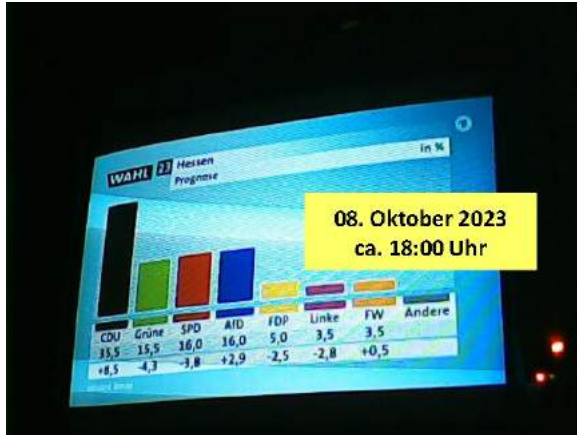 WAHL 23 Hessen
Prognose
in %
08. Oktober 2023
ca. 18:00 Uhr
CDU Grüne SPD AfD FDP Linke FW Andere
35,5 15,5 16,0 16,0 5,0 3,5 3,5
+8,5 -4,3 -3,8 +2,9 -2,5 -2,8 +0,5